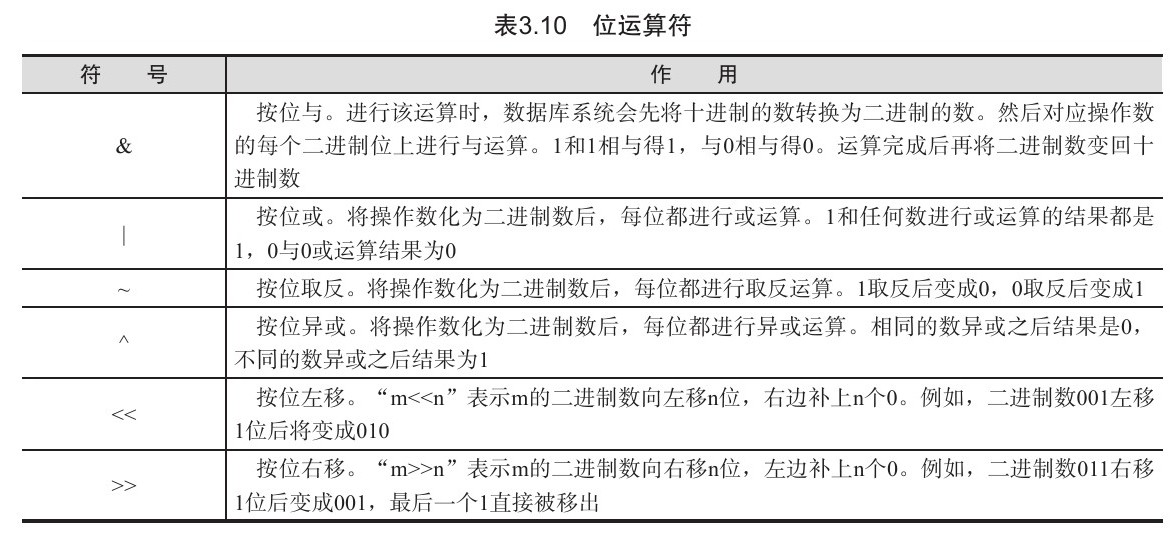 表3.10 位运算符
符 号 作 用
& 按位与。进行该运算时，数据库系统会先将十进制的数转换为二进制的数。然后对应操作数
的每个二进制位上进行与运算。1和1相与得1，与0相与得0。运算完成后再将二进制数变回十
进制数
| 按位或。将操作数化为二进制数后，每位都进行或运算。1和任何数进行或运算的结果都是
1，0与0或运算结果为0
~ 按位取反。将操作数化为二进制数后，每位都进行取反运算。1取反后变成0，0取反后变成1
^ 按位异或。将操作数化为二进制数后，每位都进行异或运算。相同的数异或之后结果是0，
不同的数异或之后结果为1
<< 按位左移。“m<<n”表示m的二进制数向左移n位，右边补上n个0。例如，二进制数001左移
1位后将变成010
>> 按位右移。“m>>n”表示m的二进制数向右移n位，左边补上n个0。例如，二进制数011右移
1位后变成001，最后一个1直接被移出